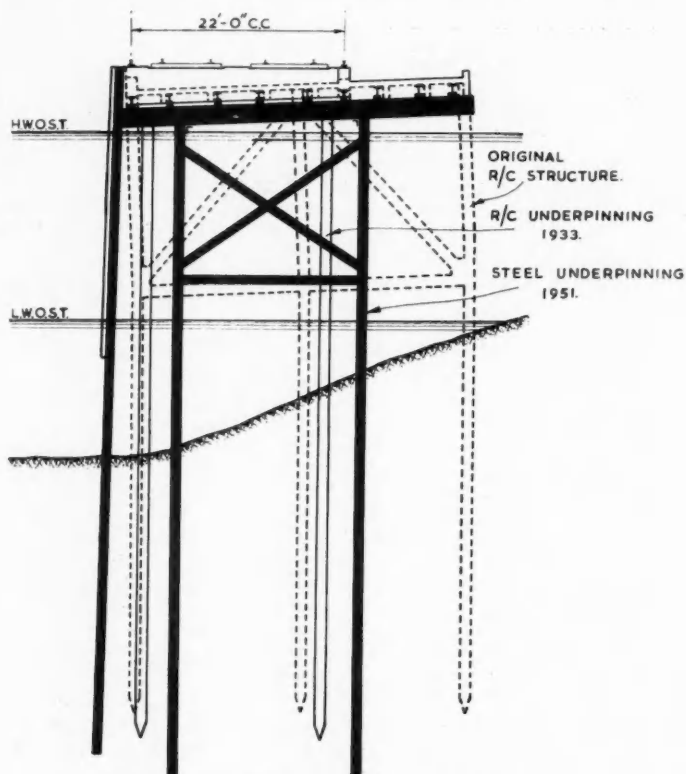 22'-0" C.C
H.W.O.S.T.
ORIGINAL
R/C STRUCTURE.
R/C UNDERPINNING
1933.
STEEL UNDERPINNING
1951.
L.W.O.S.T.